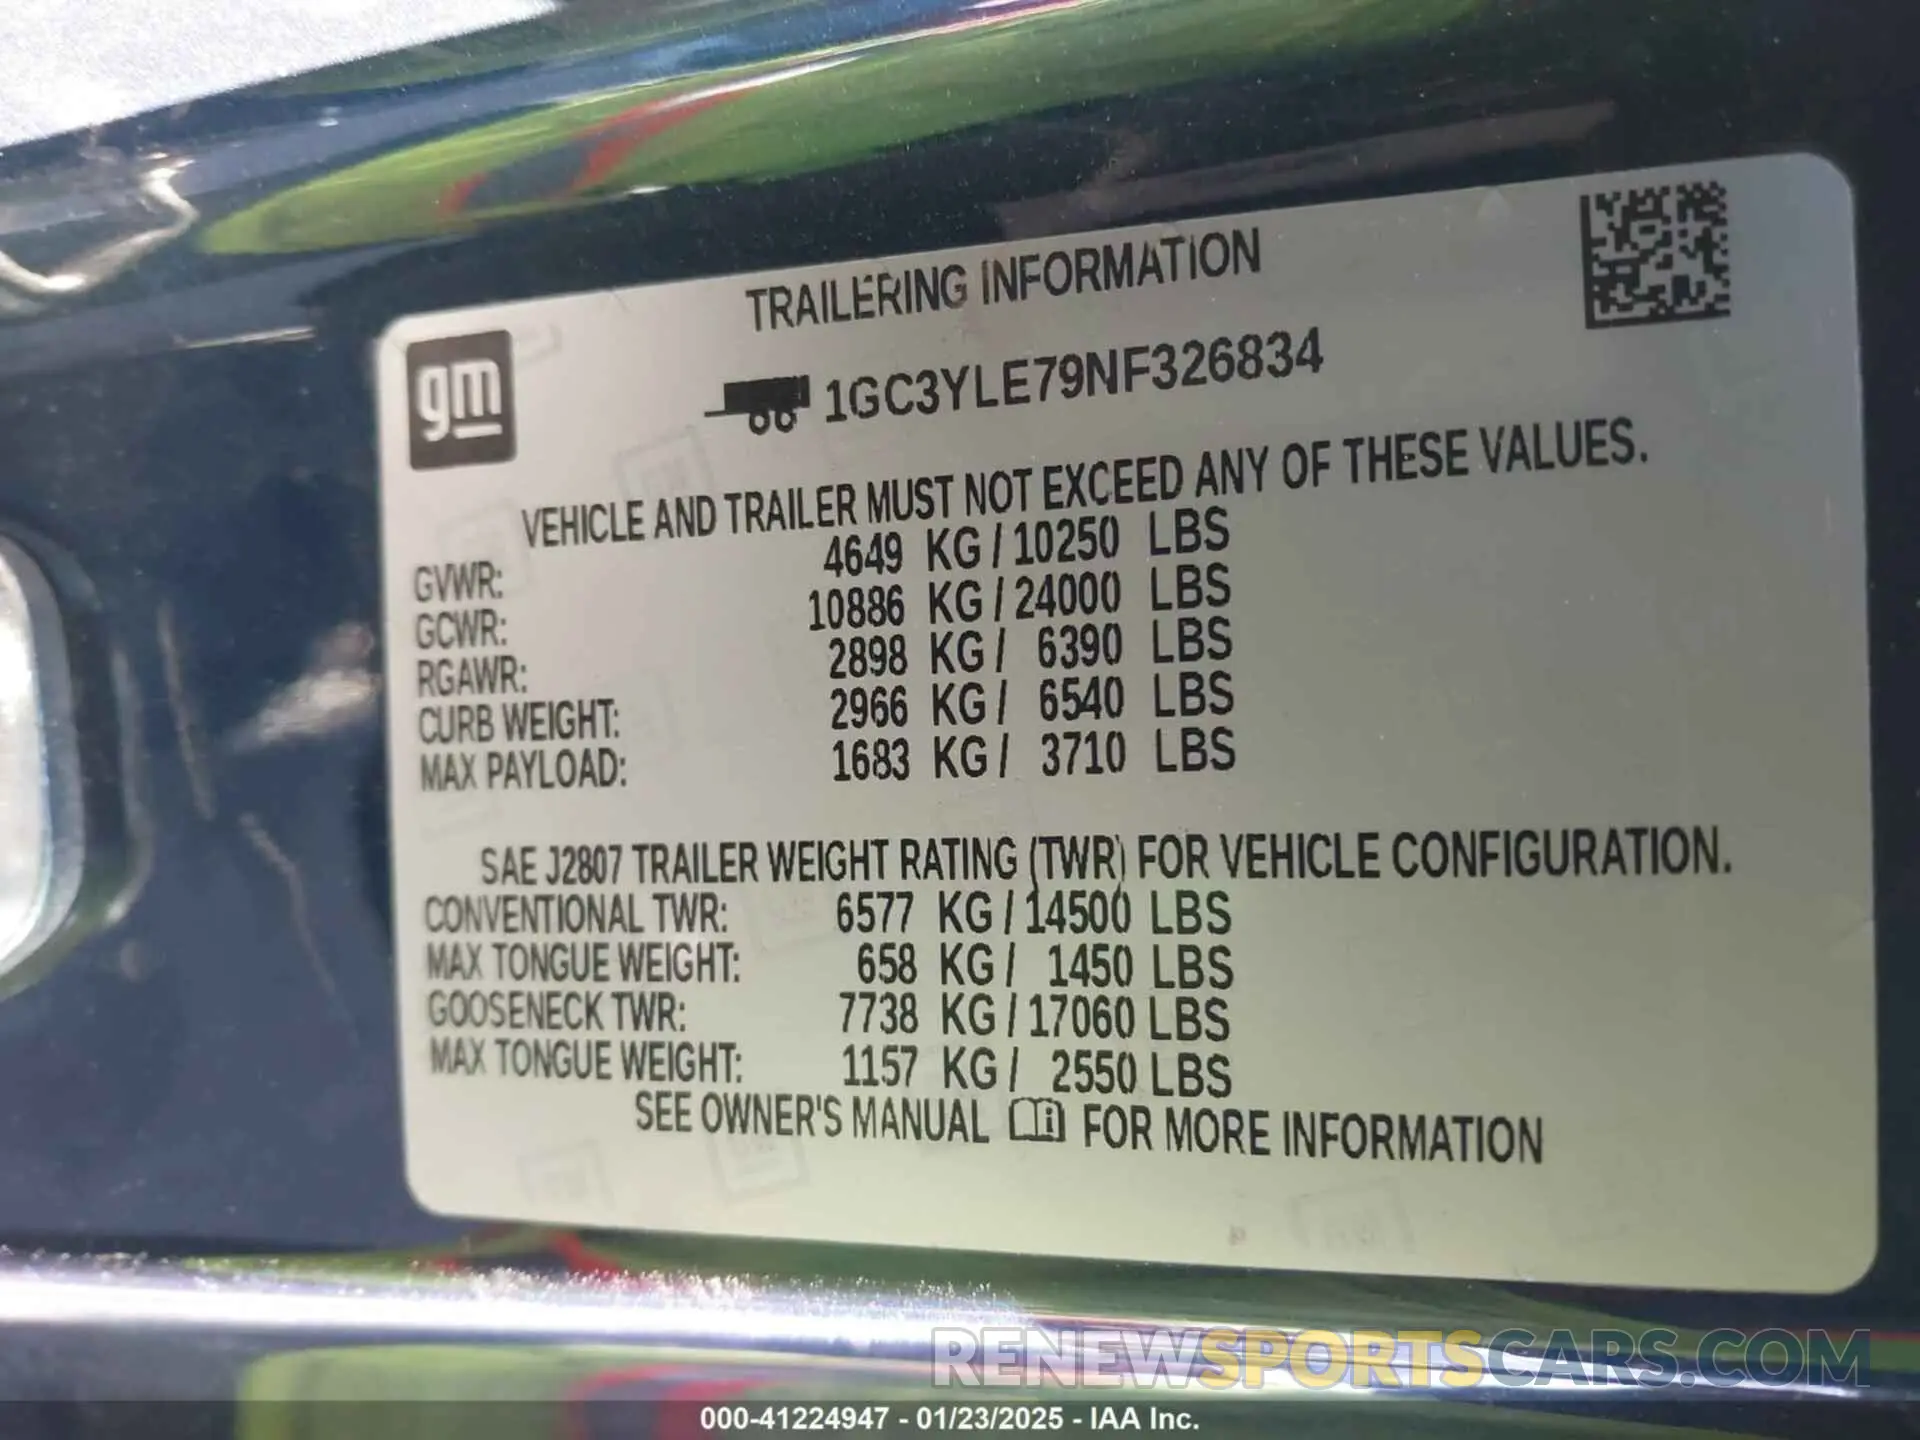 TRAILERING INFORMATION
gm
1GC3YLE79NF326834
VEHICLE AND TRAILER MUST NOT EXCEED ANY OF THESE VALUES.
GVWR: 4649 KG / 10250 LBS
GCWR: 10886 KG / 24000 LBS
RGAWR: 2898 KG / 6390 LBS
CURB WEIGHT: 2966 KG / 6540 LBS
MAX PAYLOAD: 1683 KG / 3710 LBS
SAE J2807 TRAILER WEIGHT RATING (TWR) FOR VEHICLE CONFIGURATION.
CONVENTIONAL TWR: 6577 KG / 14500 LBS
MAX TONGUE WEIGHT: 658 KG / 1450 LBS
GOOSENECK TWR: 7738 KG / 17060 LBS
MAX TONGUE WEIGHT: 1157 KG / 2550 LBS
SEE OWNER'S MANUAL FOR MORE INFORMATION
RENEWSPORTSCARS.COM
000-41224947 - 01/23/2025 - IAA Inc.